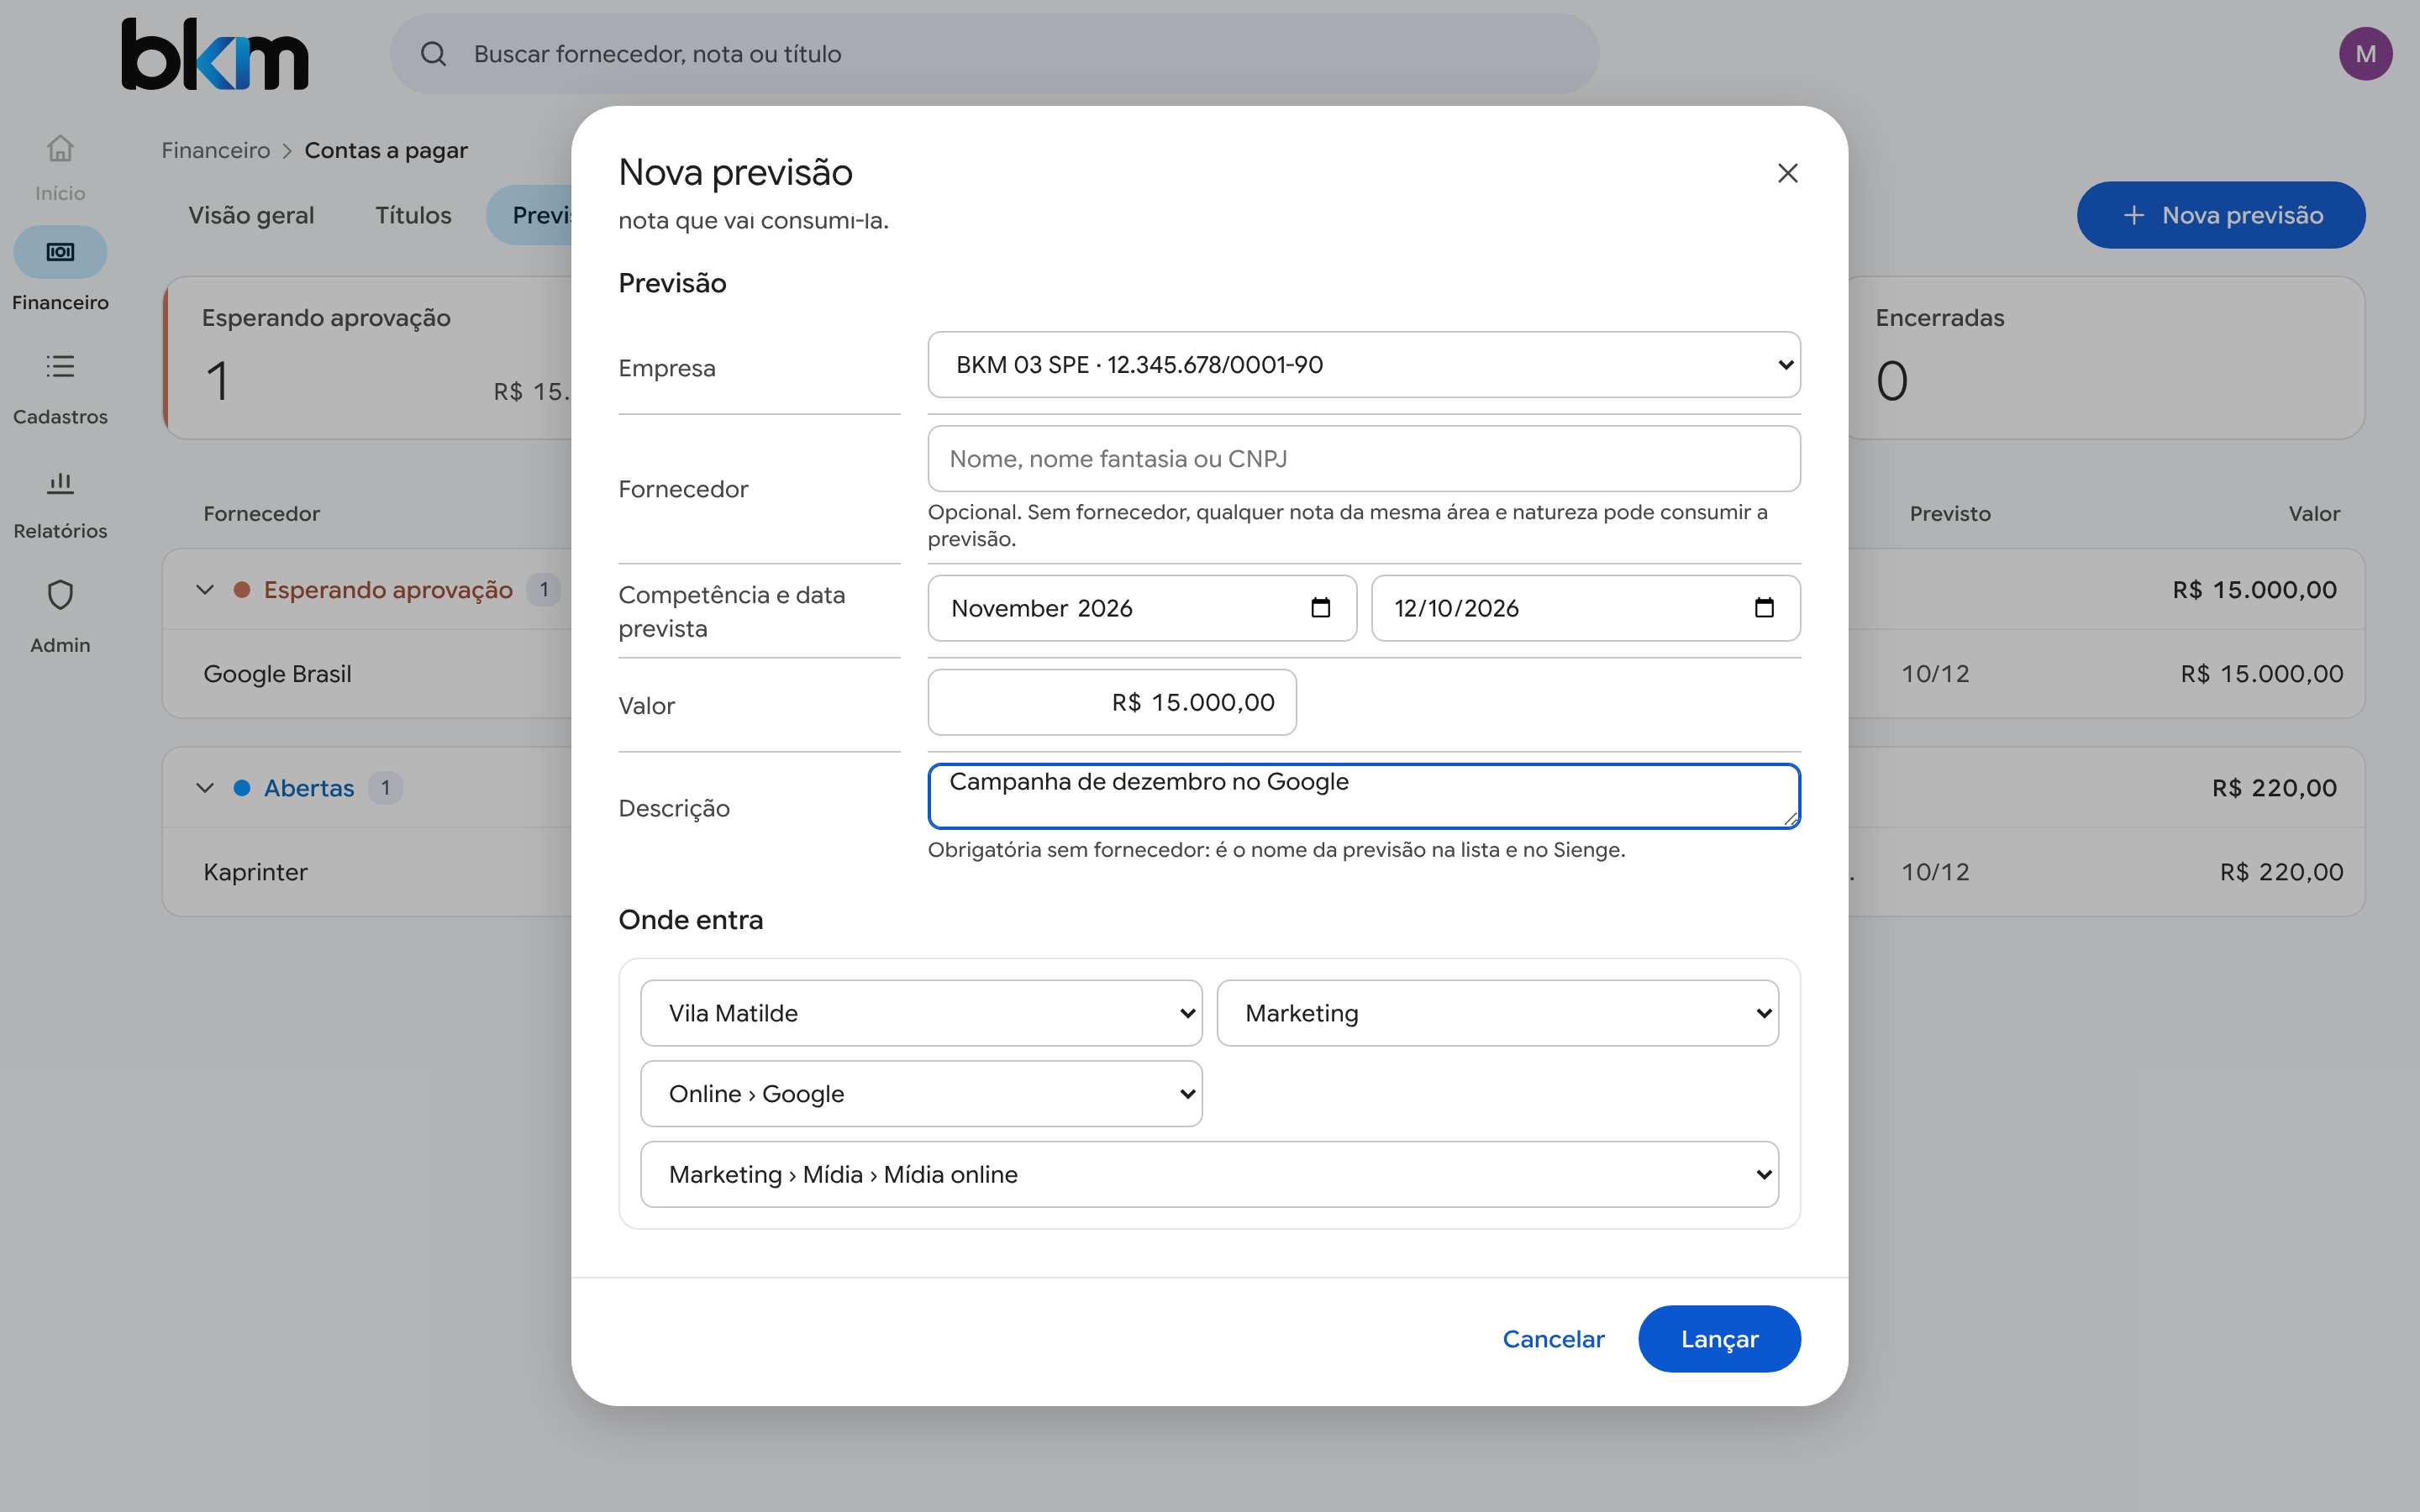 bkm
Buscar fornecedor, nota ou título
M
Início
Financeiro
Cadastros
Relatórios
Admin
Financeiro > Contas a pagar
Visão geral
Títulos
+ Nova previsão
Esperando aprovação
1
R$ 15.
Encerradas
0
Fornecedor
Previsto
Valor
Esperando aprovação 1
R$ 15.000,00
Google Brasil
10/12
R$ 15.000,00
Abertas 1
R$ 220,00
Kaprinter
10/12
R$ 220,00
Nova previsão
nota que vai consumi-la.
Previsão
Empresa
BKM 03 SPE · 12.345.678/0001-90
Fornecedor
Nome, nome fantasia ou CNPJ
Opcional. Sem fornecedor, qualquer nota da mesma área e natureza pode consumir a
previsão.
Competência e data
prevista
November 2026
12/10/2026
Valor
R$ 15.000,00
Descrição
Campanha de dezembro no Google
Obrigatória sem fornecedor: é o nome da previsão na lista e no Sienge.
Onde entra
Vila Matilde
Marketing
Online › Google
Marketing › Mídia › Mídia online
Cancelar
Lançar